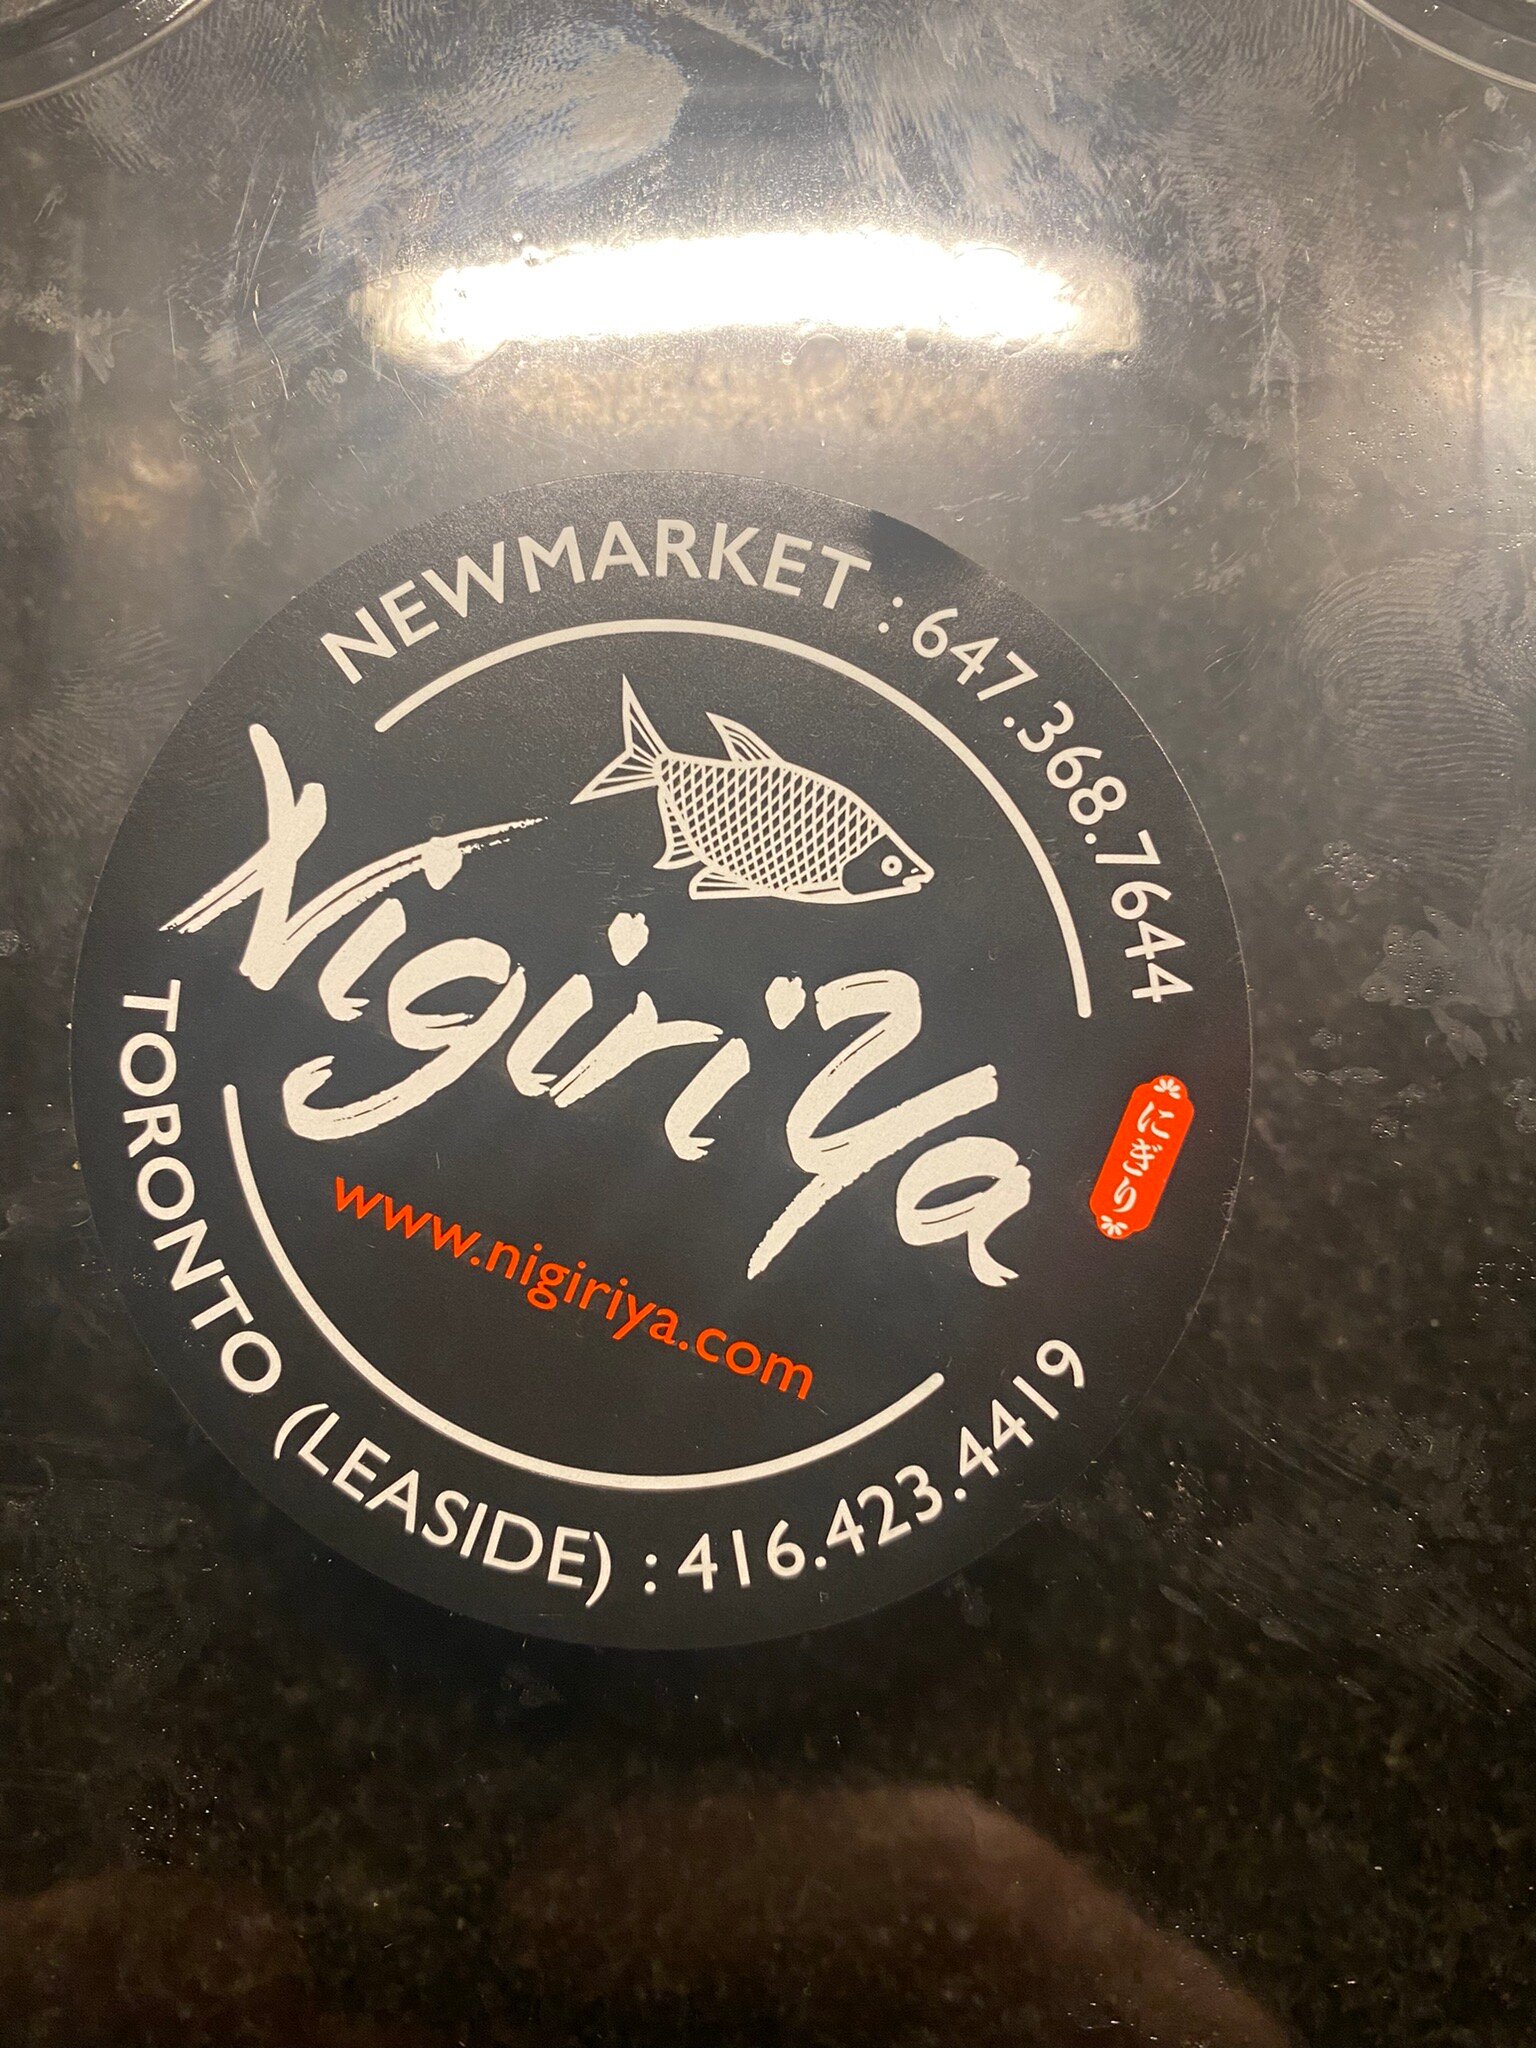 NEWMARKET : 647.368.7644
NigiriYa
にぎり
www.nigiriya.com
TORONTO (LEASIDE) : 416.423.4419